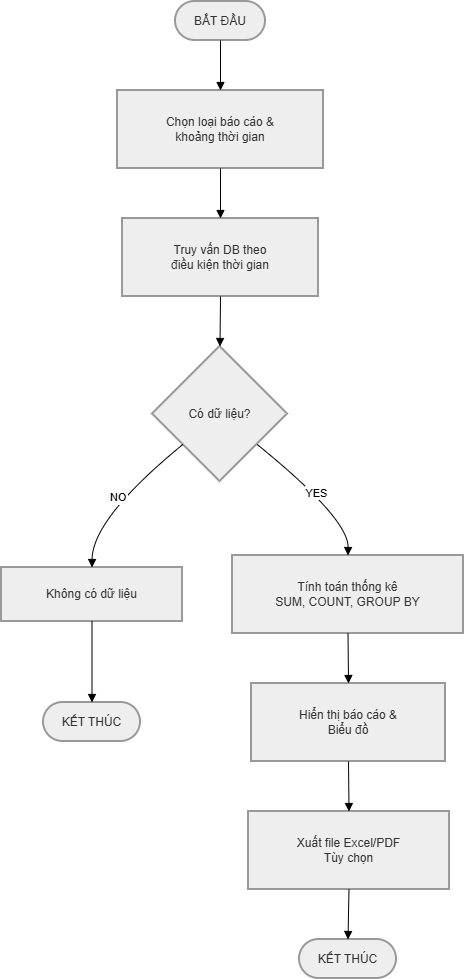 BẮT ĐẦU
Chọn loại báo cáo &
khoảng thời gian
Truy vấn DB theo
điều kiện thời gian
Có dữ liệu?
NO
YES
Không có dữ liệu
Tính toán thống kê
SUM, COUNT, GROUP BY
KẾT THÚC
Hiển thị báo cáo &
Biểu đồ
Xuất file Excel/PDF
Tùy chọn
KẾT THÚC